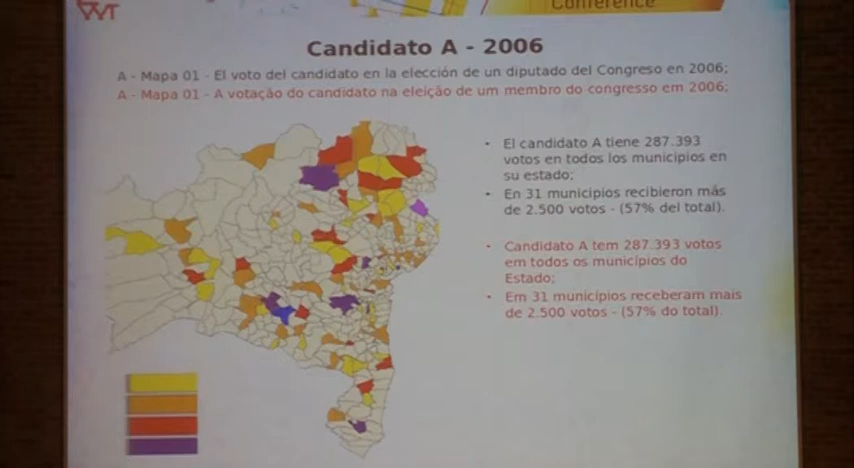 Conference
Candidato A - 2006
A - Mapa 01 - El voto del candidato en la elección de un diputado del Congreso en 2006;
A - Mapa 01 - A votação do candidato na eleição de um membro do congresso em 2006;
• El candidato A tiene 287.393
votos en todos los municipios en
su estado;
• En 31 municipios recibieron más
de 2.500 votos - (57% del total).
• Candidato A tem 287.393 votos
em todos os municípios do
Estado;
• Em 31 municípios receberam mais
de 2.500 votos - (57% do total).